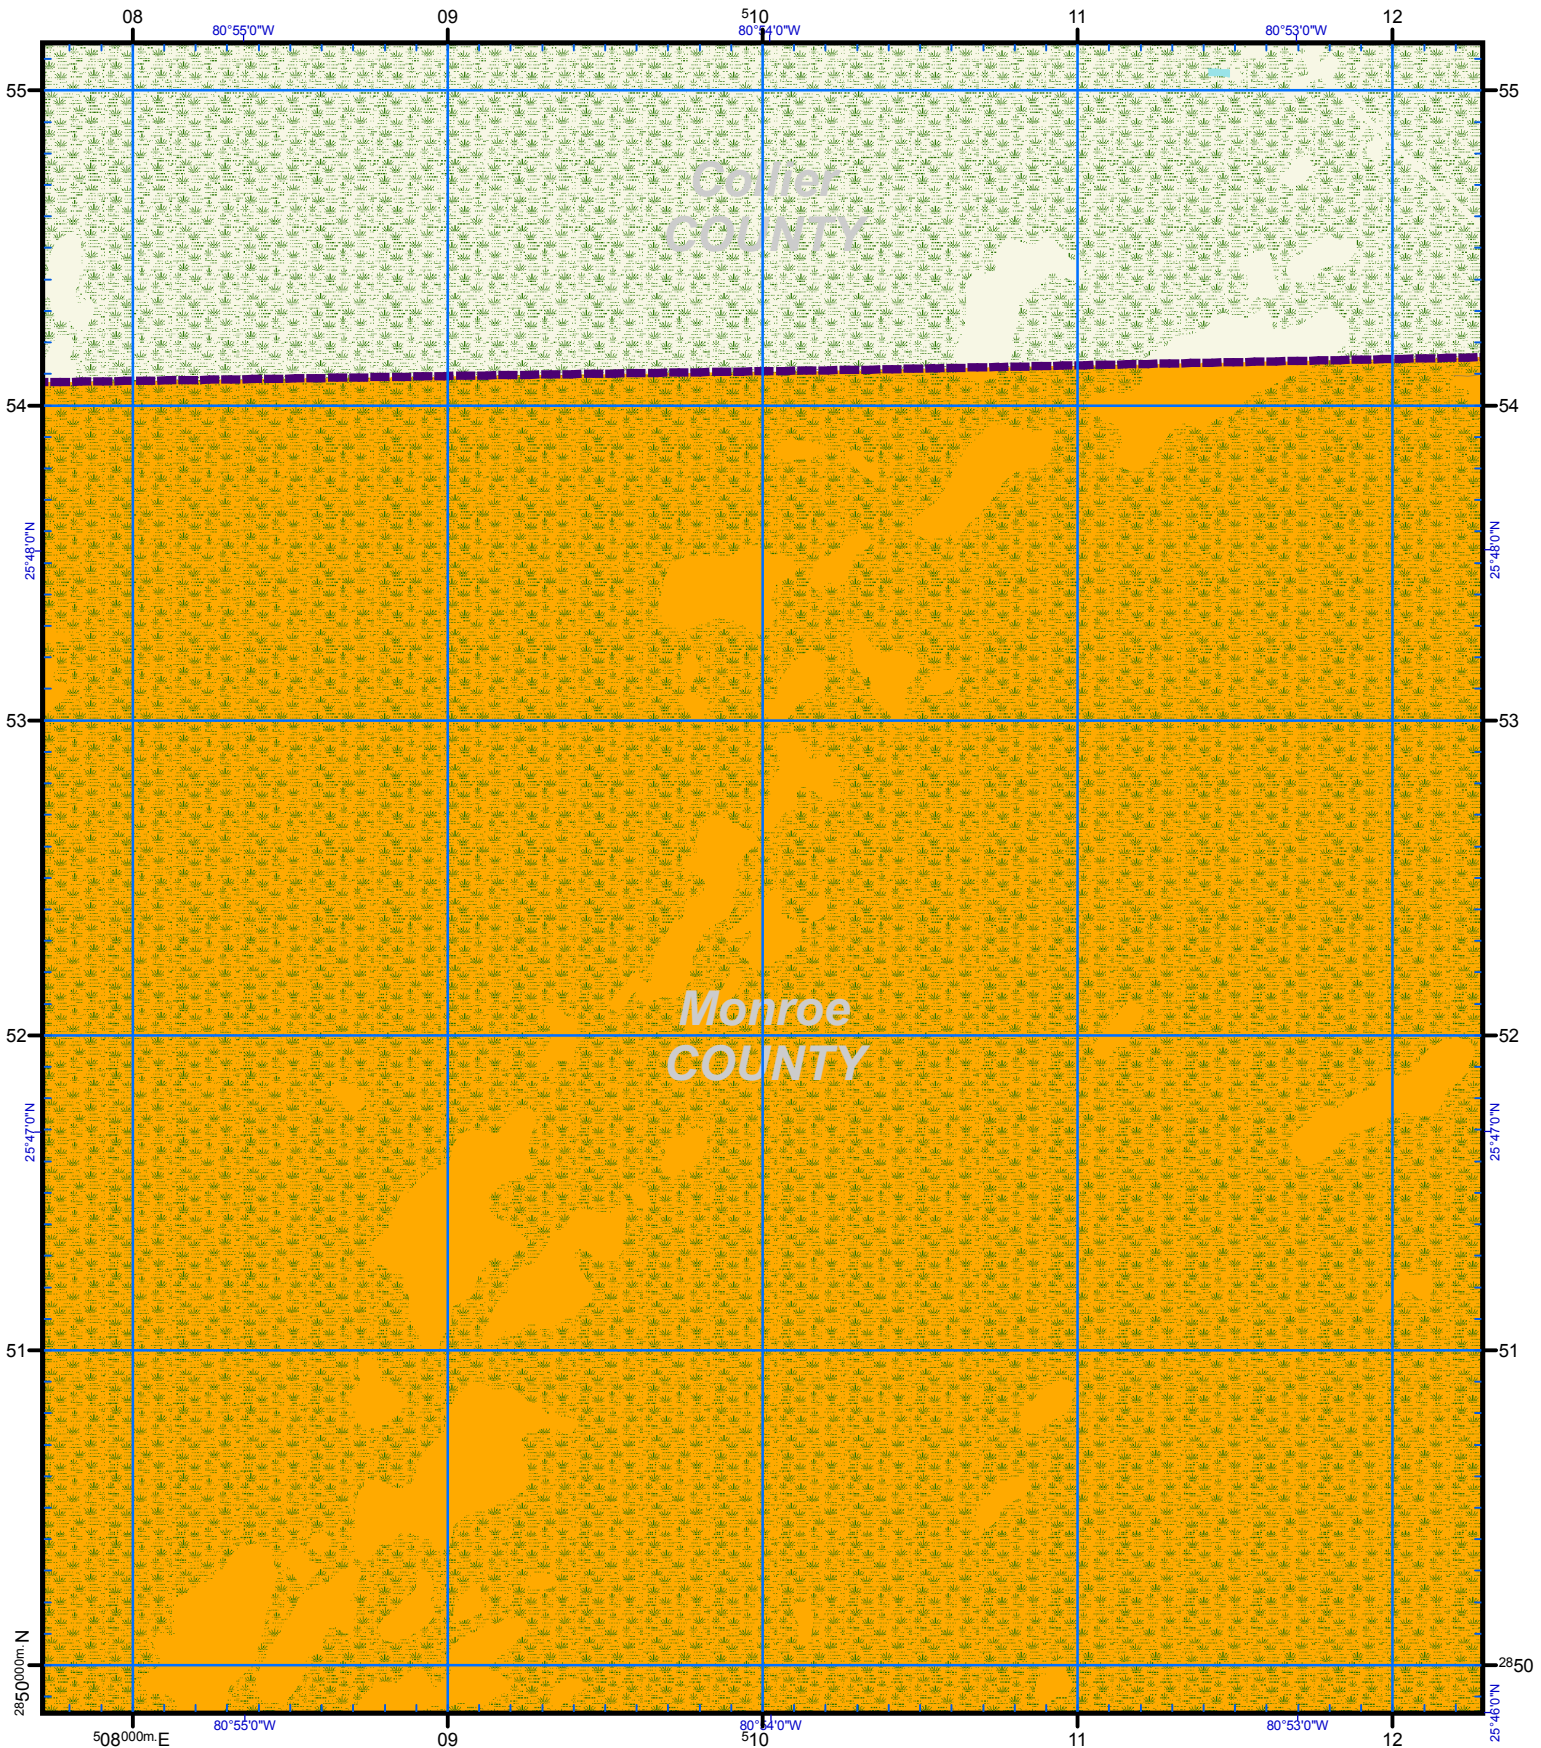 08 09 510 11 12
80°55'0"W 80°54'0"W 80°53'0"W
55 55
Collier
COUNTY
54 54
25°48'0"N 25°48'0"N
53 53
Monroe
52 52
COUNTY
25°47'0"N 25°47'0"N
51 51
2850000m. N 2850
25°46'0"N
80°55'0"W 80°54'0"W 80°53'0"W
508000m. E 09 510 11 12